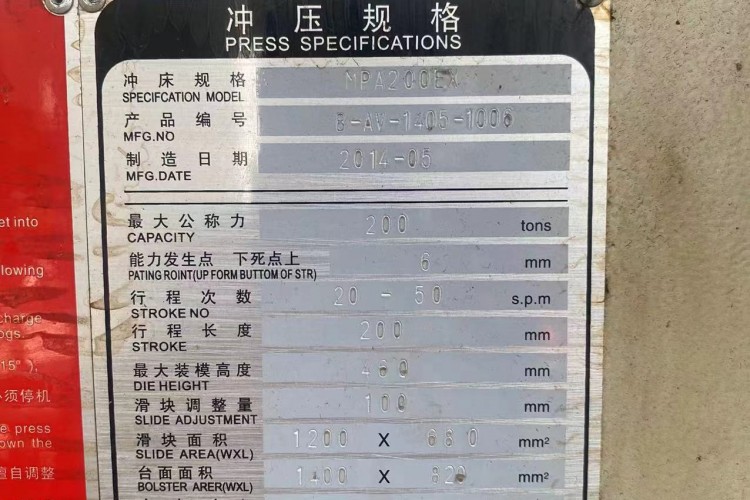 冲压规格
PRESS SPECIFICATIONS
冲床规格 MPA200EX
SPECIFCATION MODEL
产品编号 B-AV-1405-1006
MFG.NO
制造日期 2014-05
MFG.DATE
最大公称力 200 tons
CAPACITY
能力发生点 下死点上 6 mm
PATING ROINT(UP FORM BUTTOM OF STR)
行程次数 20 - 50 s.p.m
STROKE NO
行程长度 200 mm
STROKE
最大装模高度 460 mm
DIE HEIGHT
滑块调整量 100 mm
SLIDE ADJUSTMENT
滑块面积 1200 X 680 mm²
SLIDE AREA(WXL)
台面面积 1400 X 820 mm²
BOLSTER ARER(WXL)
et into
lowing
charge
ogs.
15°),
须停机
e press
own the
自调整